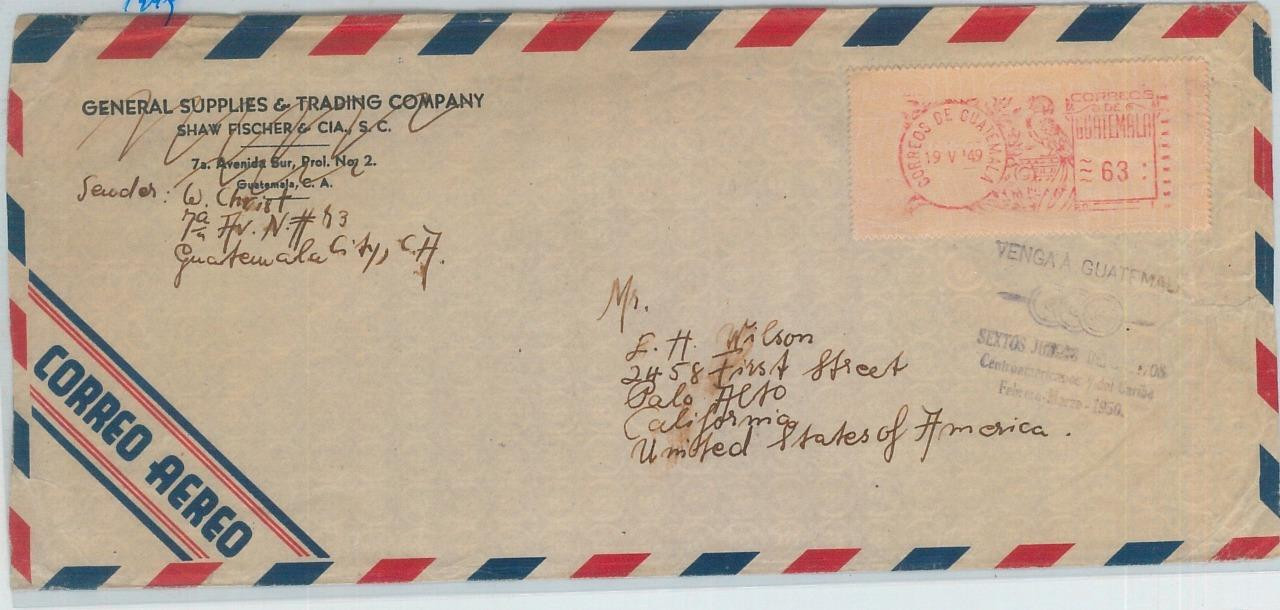 1949
GENERAL SUPPLIES & TRADING COMPANY
SHAW FISCHER & CIA., S. C.
7a. Avenida Sur, Prol. No. 2.
Guatemala, C. A.
Sender: W. Christ
7a Av. N. #
Guatemala City, C.A.
CORREOS DE GUATEMALA
19 V '49
CORREOS
DE
GUATEMALA
63
VENGA A GUATEMALA
SEXTOS JUEGOS
Centroamericanos y del Caribe
Febrero-Marzo-1950.
Mr.
E. H. Wilson
2458 First Street
Palo Alto
California
United States of America.
CORREO AEREO